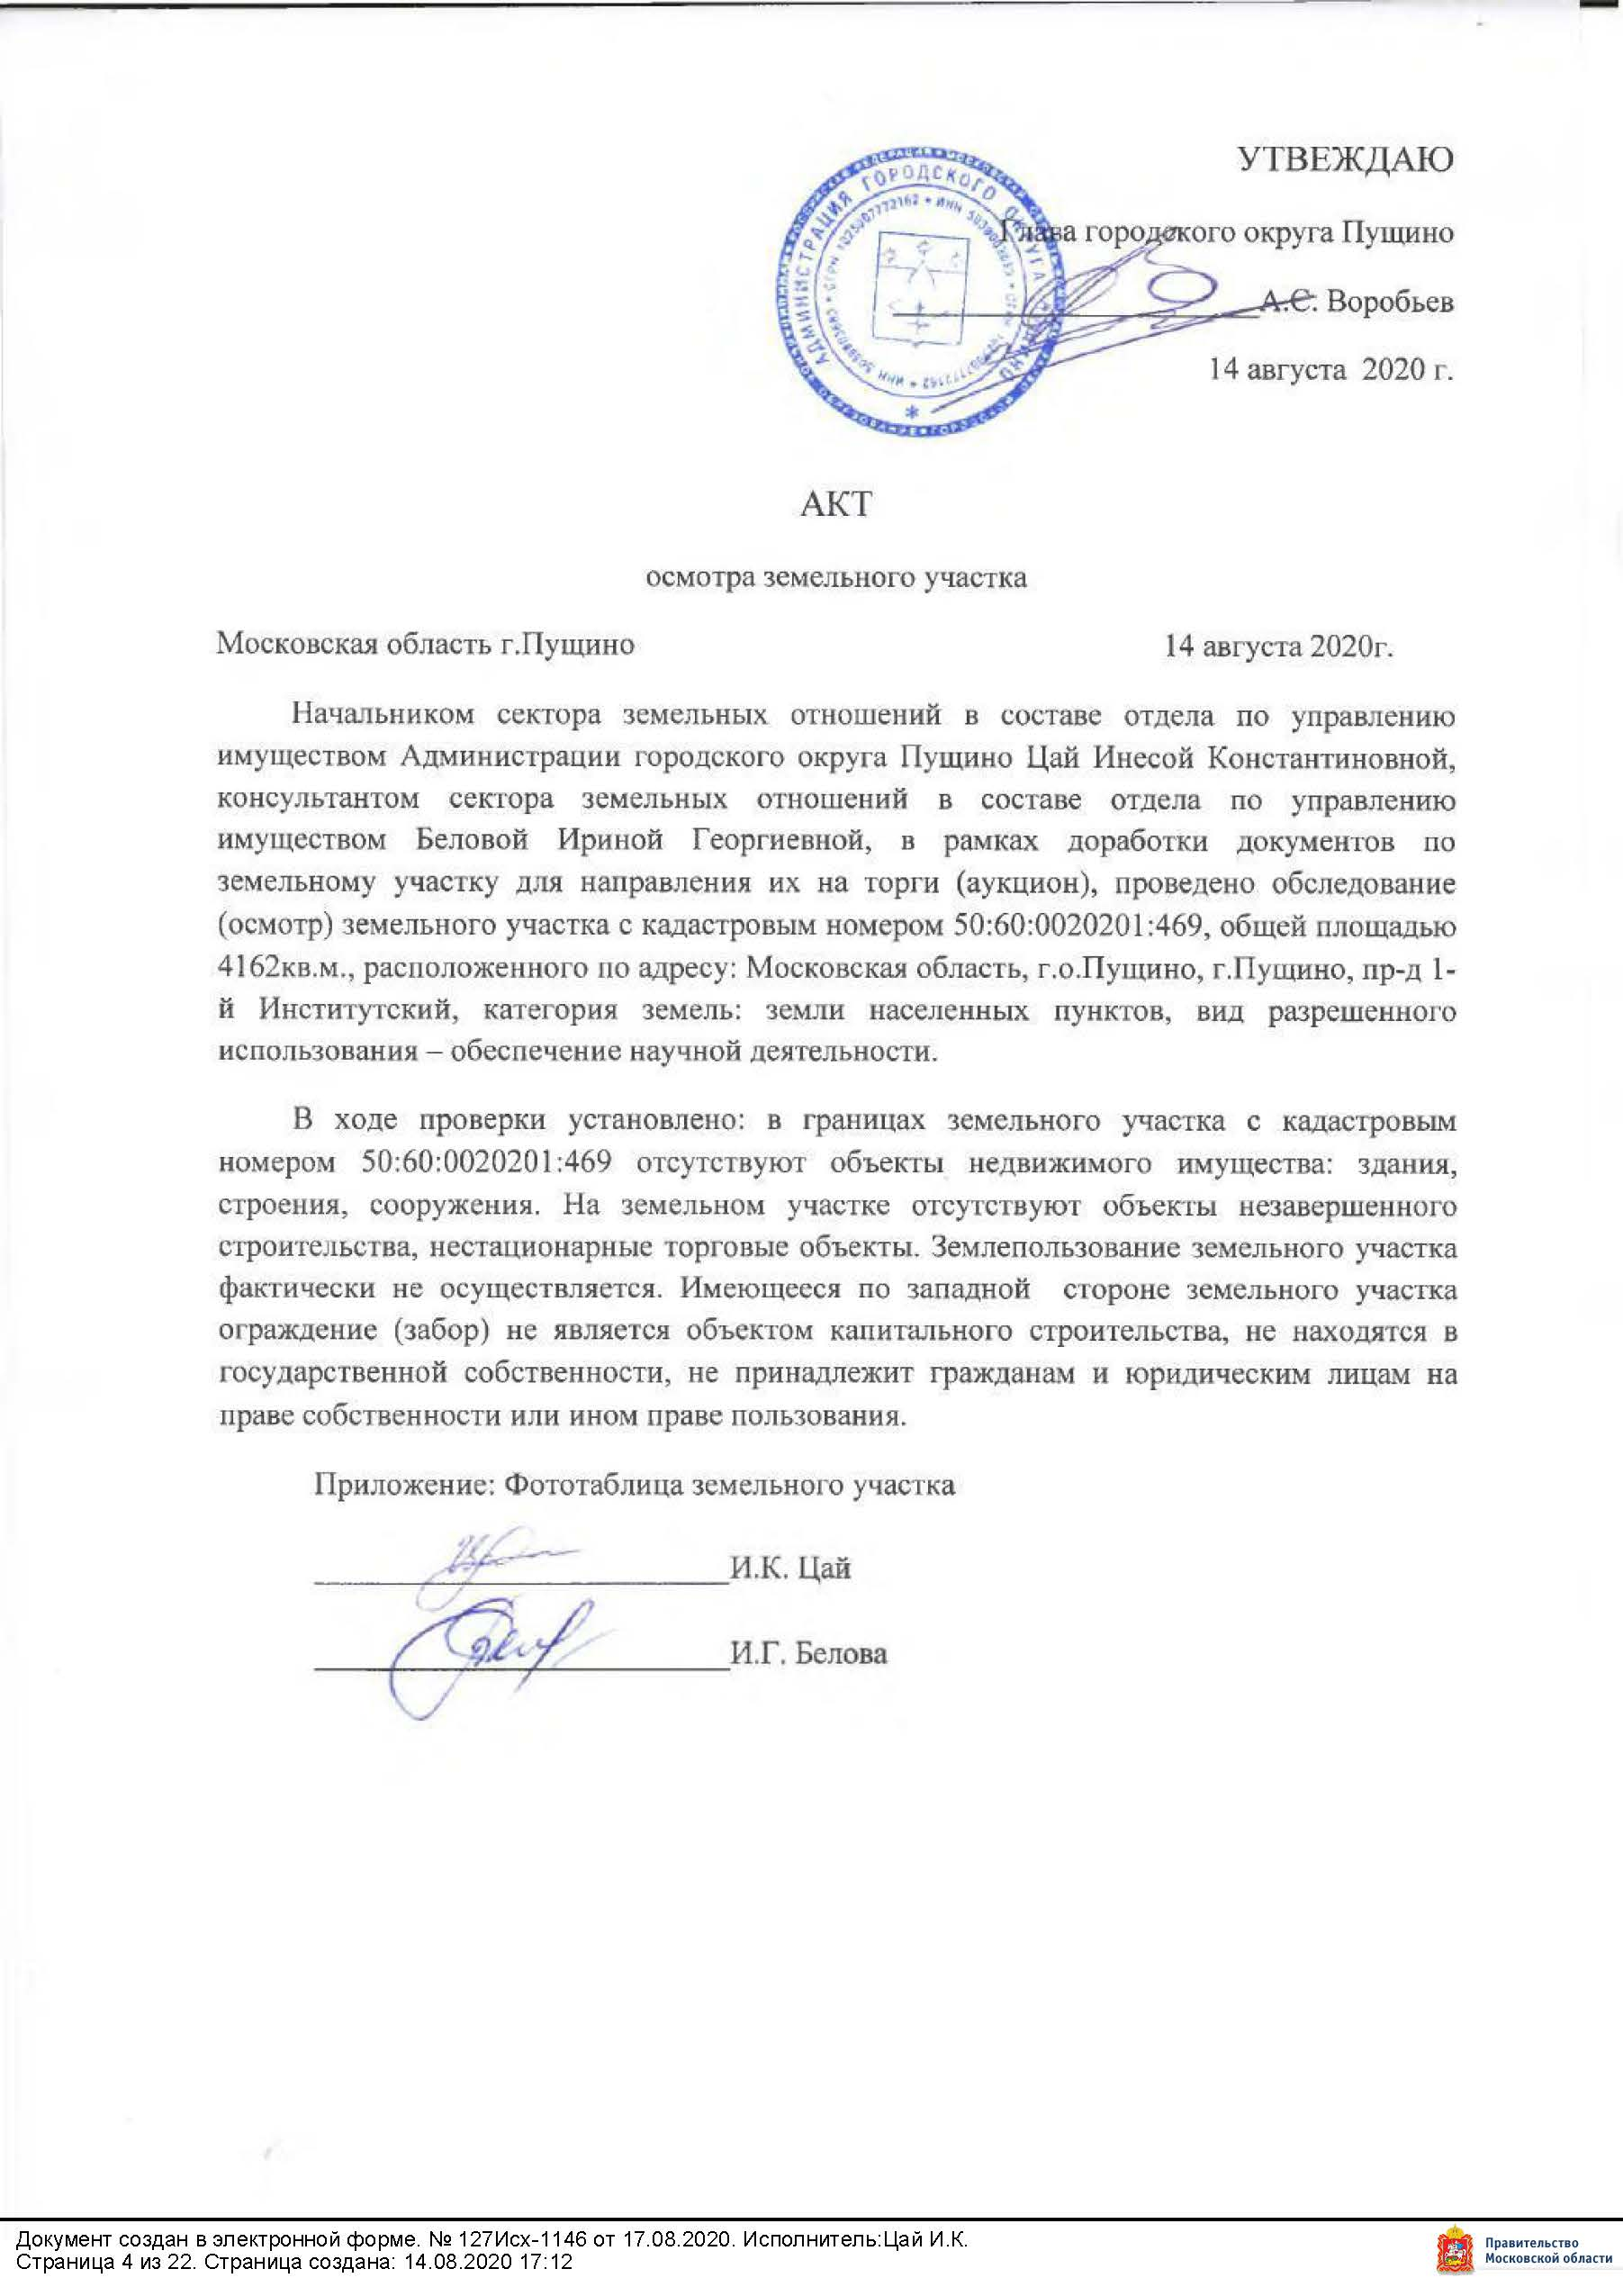 УТВЕЖДАЮ
Глава городского округа Пущино
А.С. Воробьев
14 августа 2020 г.
АДМИНИСТРАЦИЯ ГОРОДСКОГО ОКРУГА ПУЩИНО
АКТ
осмотра земельного участка
Московская область г.Пущино 14 августа 2020г.
Начальником сектора земельных отношений в составе отдела по управлению
имуществом Администрации городского округа Пущино Цай Инесой Константиновной,
консультантом сектора земельных отношений в составе отдела по управлению
имуществом Беловой Ириной Георгиевной, в рамках доработки документов по
земельному участку для направления их на торги (аукцион), проведено обследование
(осмотр) земельного участка с кадастровым номером 50:60:0020201:469, общей площадью
4162кв.м., расположенного по адресу: Московская область, г.о.Пущино, г.Пущино, пр-д 1-
й Институтский, категория земель: земли населенных пунктов, вид разрешенного
использования – обеспечение научной деятельности.
В ходе проверки установлено: в границах земельного участка с кадастровым
номером 50:60:0020201:469 отсутствуют объекты недвижимого имущества: здания,
строения, сооружения. На земельном участке отсутствуют объекты незавершенного
строительства, нестационарные торговые объекты. Землепользование земельного участка
фактически не осуществляется. Имеющееся по западной стороне земельного участка
ограждение (забор) не является объектом капитального строительства, не находятся в
государственной собственности, не принадлежит гражданам и юридическим лицам на
праве собственности или ином праве пользования.
Приложение: Фототаблица земельного участка
И.К. Цай
И.Г. Белова
Документ создан в электронной форме. № 127Исх-1146 от 17.08.2020. Исполнитель:Цай И.К.
Страница 4 из 22. Страница создана: 14.08.2020 17:12
Правительство
Московской области